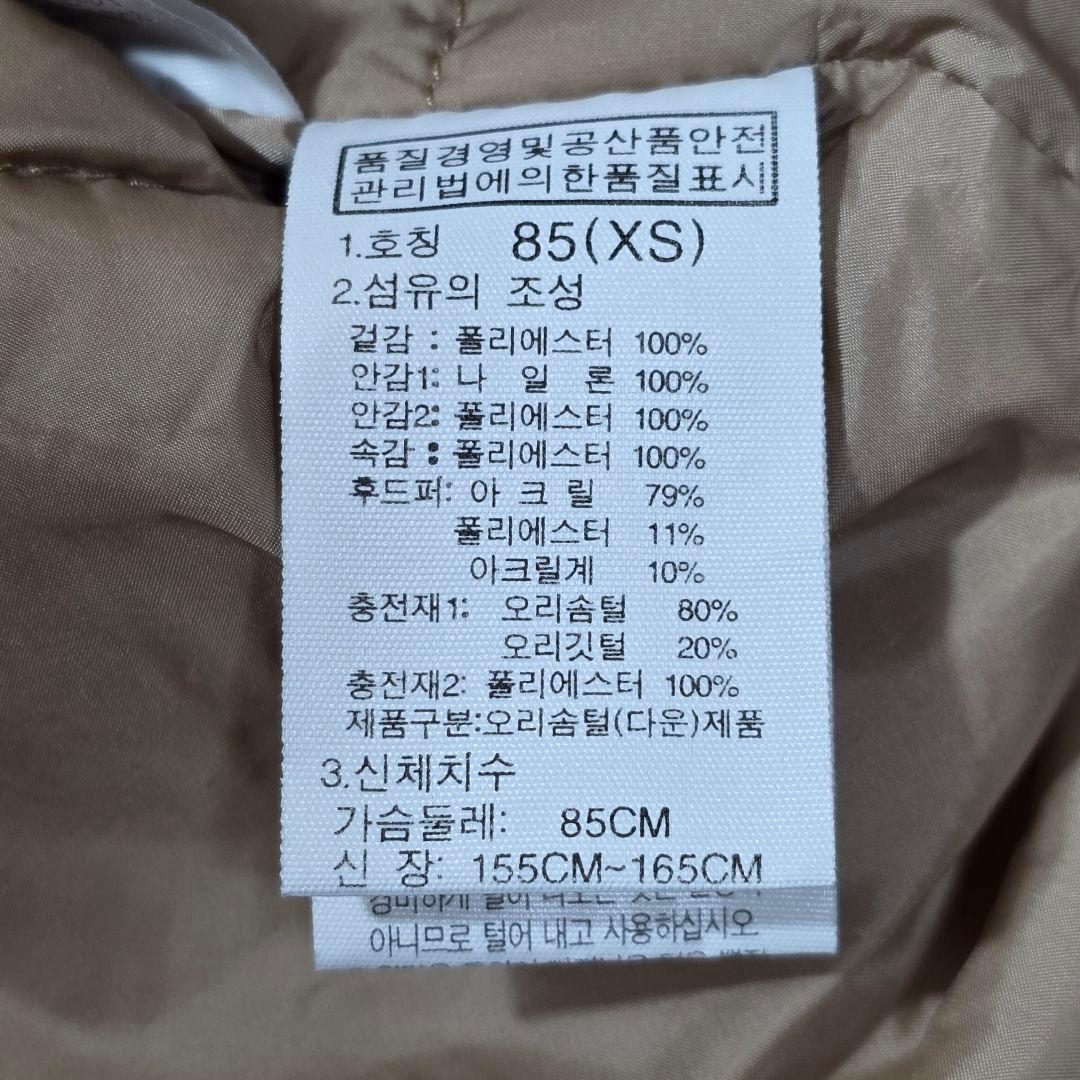 품질경영및공산품안전
관리법에의한품질표시
1.호칭 85(XS)
2.섬유의 조성
겉감 : 폴리에스터 100%
안감1: 나 일 론 100%
안감2: 폴리에스터 100%
속감 : 폴리에스터 100%
후드퍼: 아 크 릴 79%
폴리에스터 11%
아크릴계 10%
충전재1: 오리솜털 80%
오리깃털 20%
충전재2: 폴리에스터 100%
제품구분:오리솜털(다운)제품
3.신체치수
가슴둘레: 85CM
신 장: 155CM~165CM
아니므로 털어 내고 사용하십시오